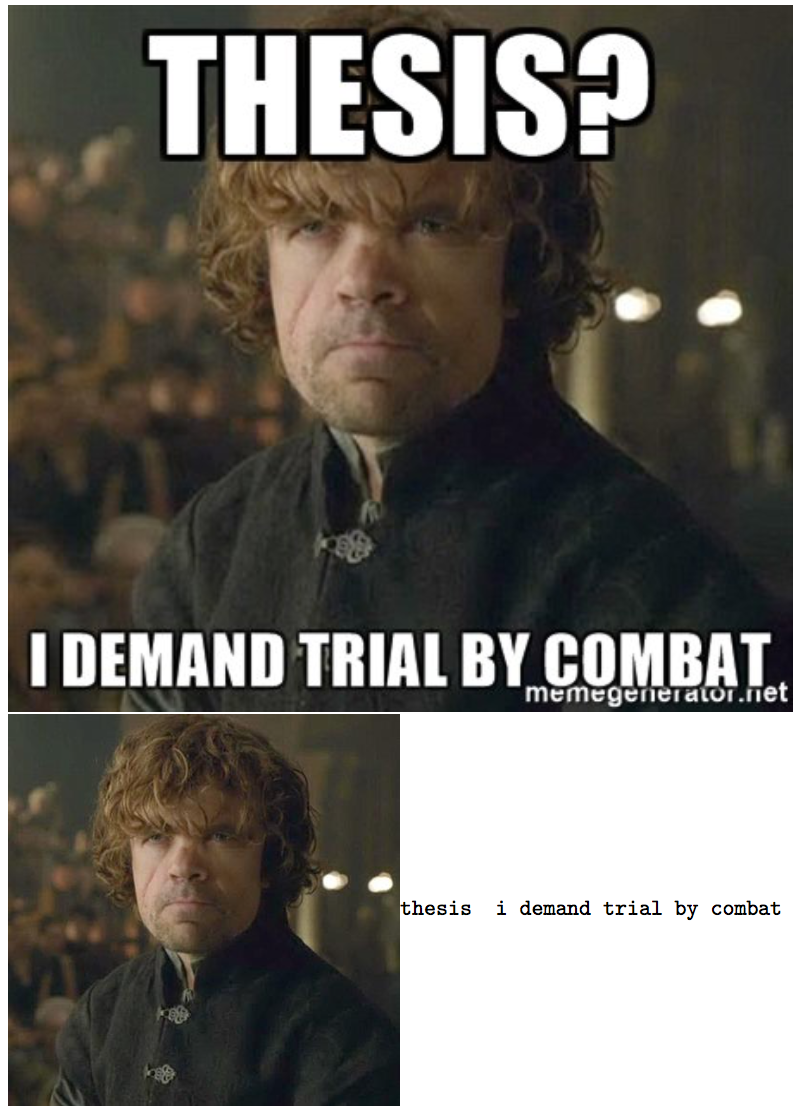 THESIS?
I DEMAND TRIAL BY COMBAT
memegenerator.net
thesis  i demand trial by combat